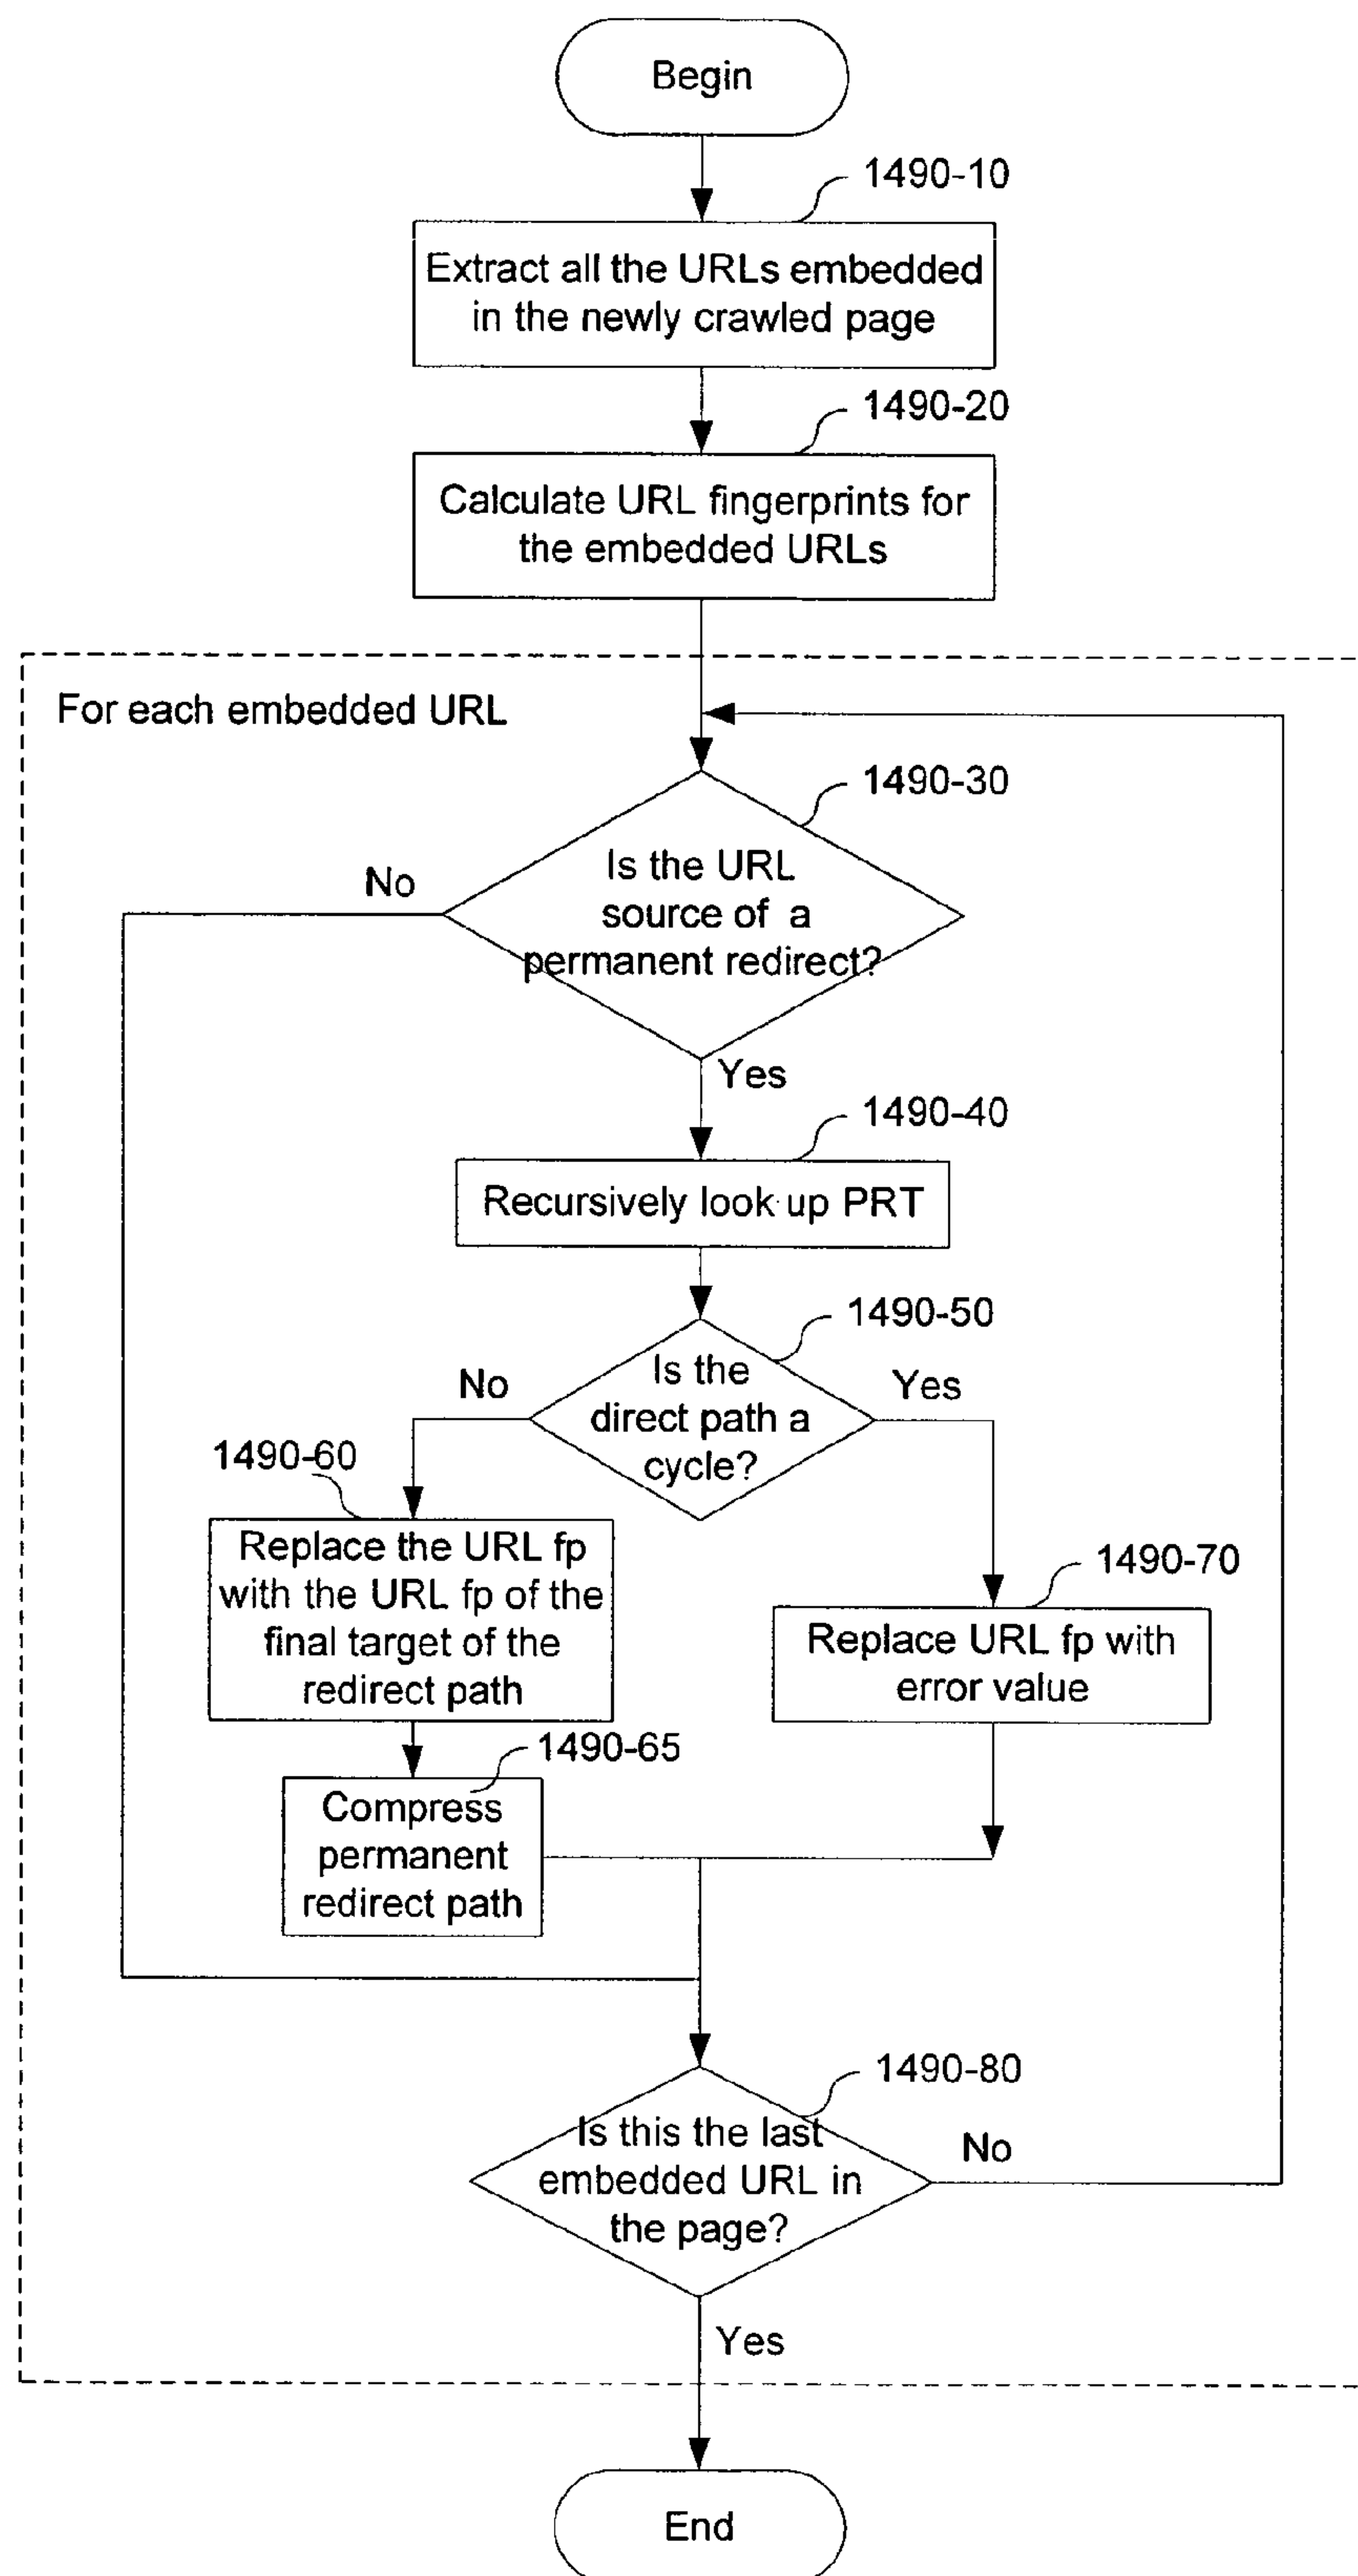 Begin
1490-10
Extract all the URLs embedded
in the newly crawled page
1490-20
Calculate URL fingerprints for
the embedded URLs
For each embedded URL
1490-30
Is the URL
source of a
permanent redirect?
No
Yes
1490-40
Recursively look up PRT
1490-50
Is the
direct path a
cycle?
No
Yes
1490-60
Replace the URL fp
with the URL fp of the
final target of the
redirect path
1490-70
Replace URL fp with
error value
1490-65
Compress
permanent
redirect path
1490-80
Is this the last
embedded URL in
the page?
No
Yes
End